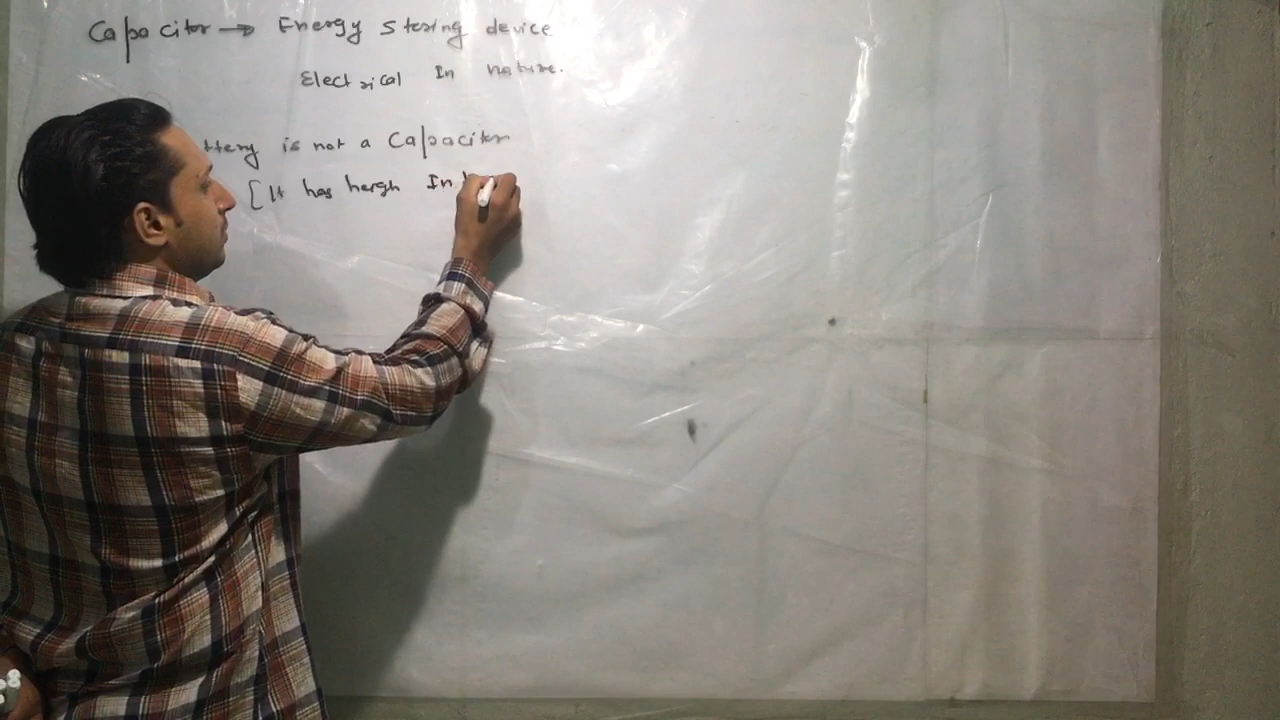 Capacitor → Energy storing device
Electrical In nature.
ttery is not a Capacitor
[It has hergh In